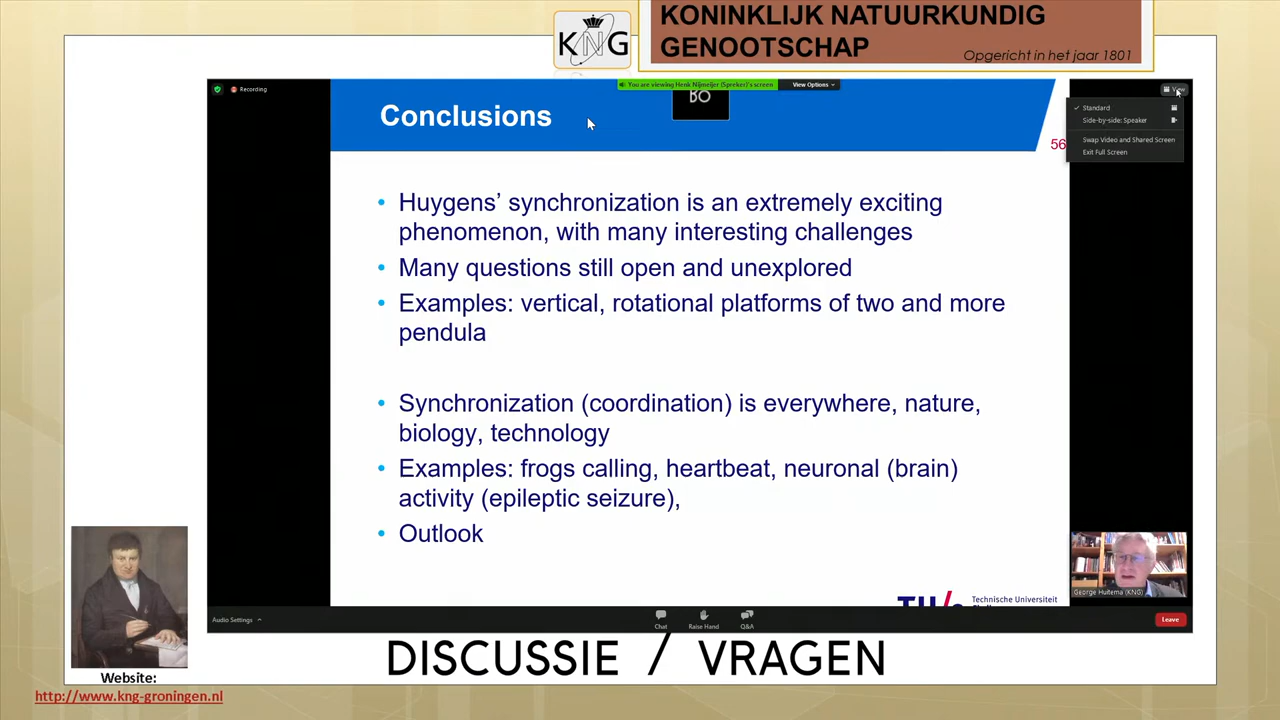 KNG
KONINKLIJK NATUURKUNDIG
GENOOTSCHAP
Opgericht in het jaar 1801
Recording
You are viewing Henk Nijmeijer (Spreker)'s screen
View Options
View
Standard
Side-by-side: Speaker
Swap Video and Shared Screen
Exit Full Screen
Conclusions
56
• Huygens’ synchronization is an extremely exciting
phenomenon, with many interesting challenges
• Many questions still open and unexplored
• Examples: vertical, rotational platforms of two and more
pendula
• Synchronization (coordination) is everywhere, nature,
biology, technology
• Examples: frogs calling, heartbeat, neuronal (brain)
activity (epileptic seizure),
• Outlook
Technische Universiteit
George Huitema (KNG)
Audio Settings
Chat
Raise Hand
Q&A
Leave
DISCUSSIE / VRAGEN
Website:
http://www.kng-groningen.nl